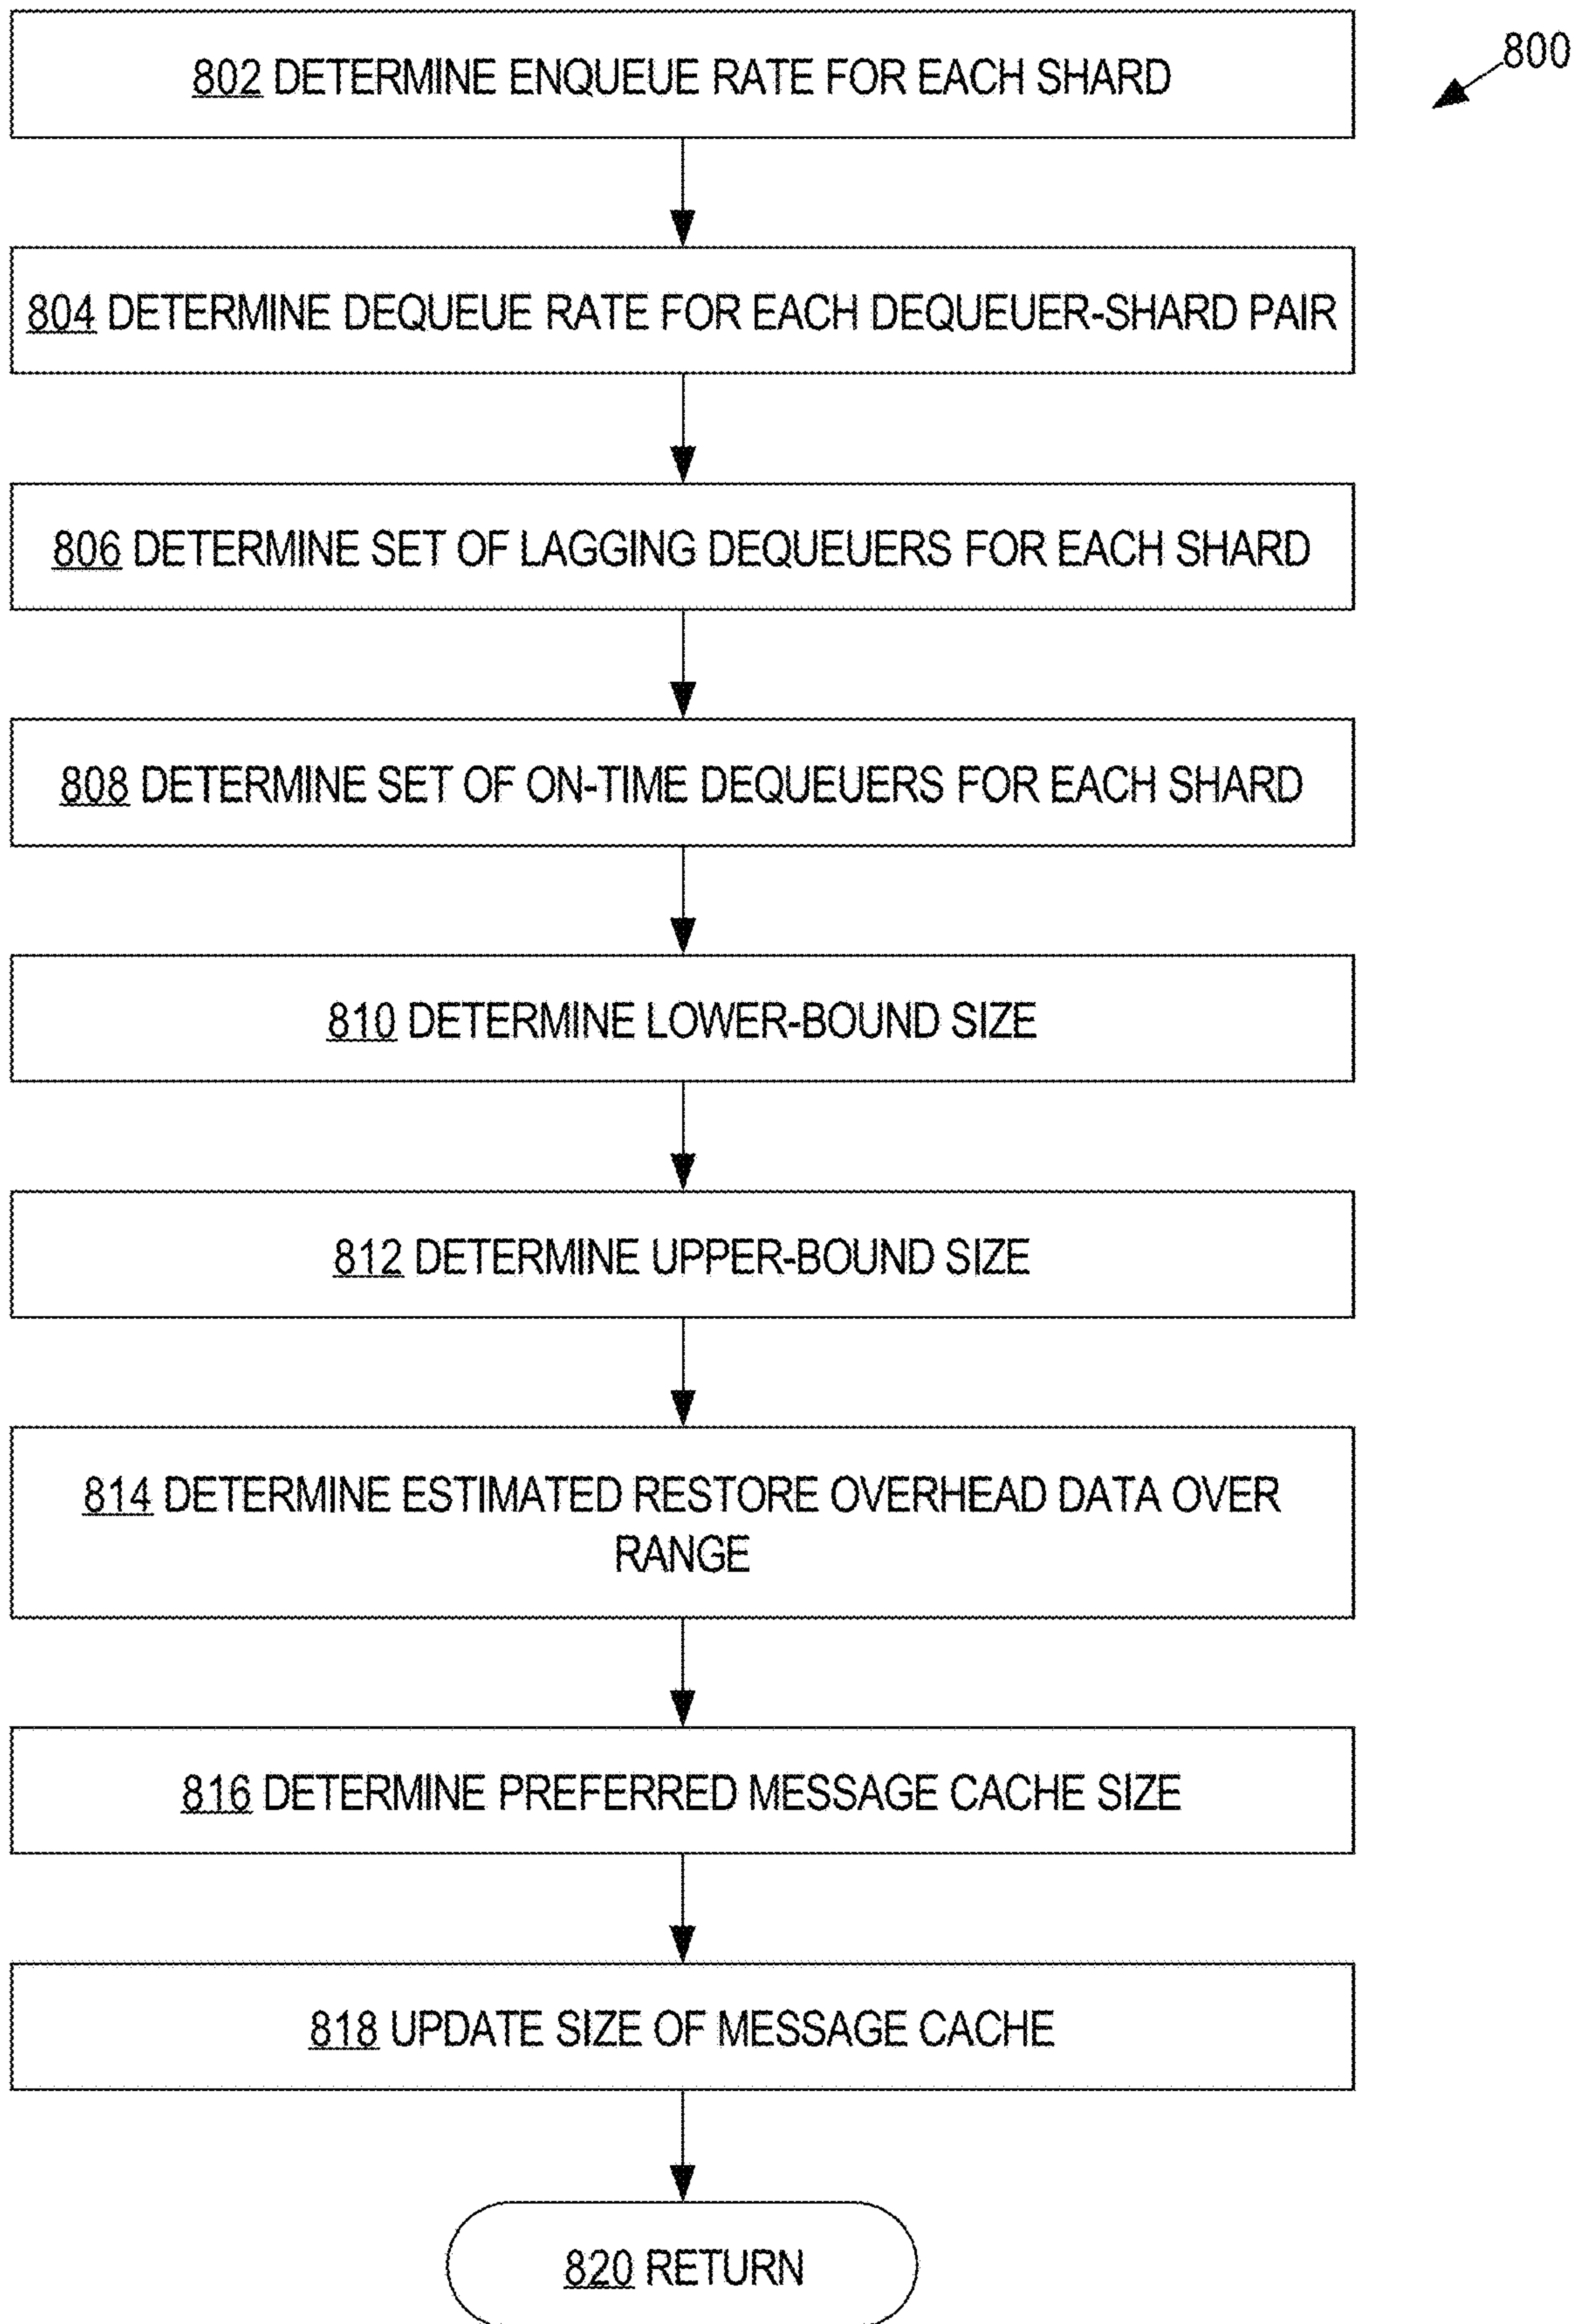 802 DETERMINE ENQUEUE RATE FOR EACH SHARD
800
804 DETERMINE DEQUEUE RATE FOR EACH DEQUEUER-SHARD PAIR
806 DETERMINE SET OF LAGGING DEQUEUERS FOR EACH SHARD
808 DETERMINE SET OF ON-TIME DEQUEUERS FOR EACH SHARD
810 DETERMINE LOWER-BOUND SIZE
812 DETERMINE UPPER-BOUND SIZE
814 DETERMINE ESTIMATED RESTORE OVERHEAD DATA OVER
RANGE
816 DETERMINE PREFERRED MESSAGE CACHE SIZE
818 UPDATE SIZE OF MESSAGE CACHE
820 RETURN